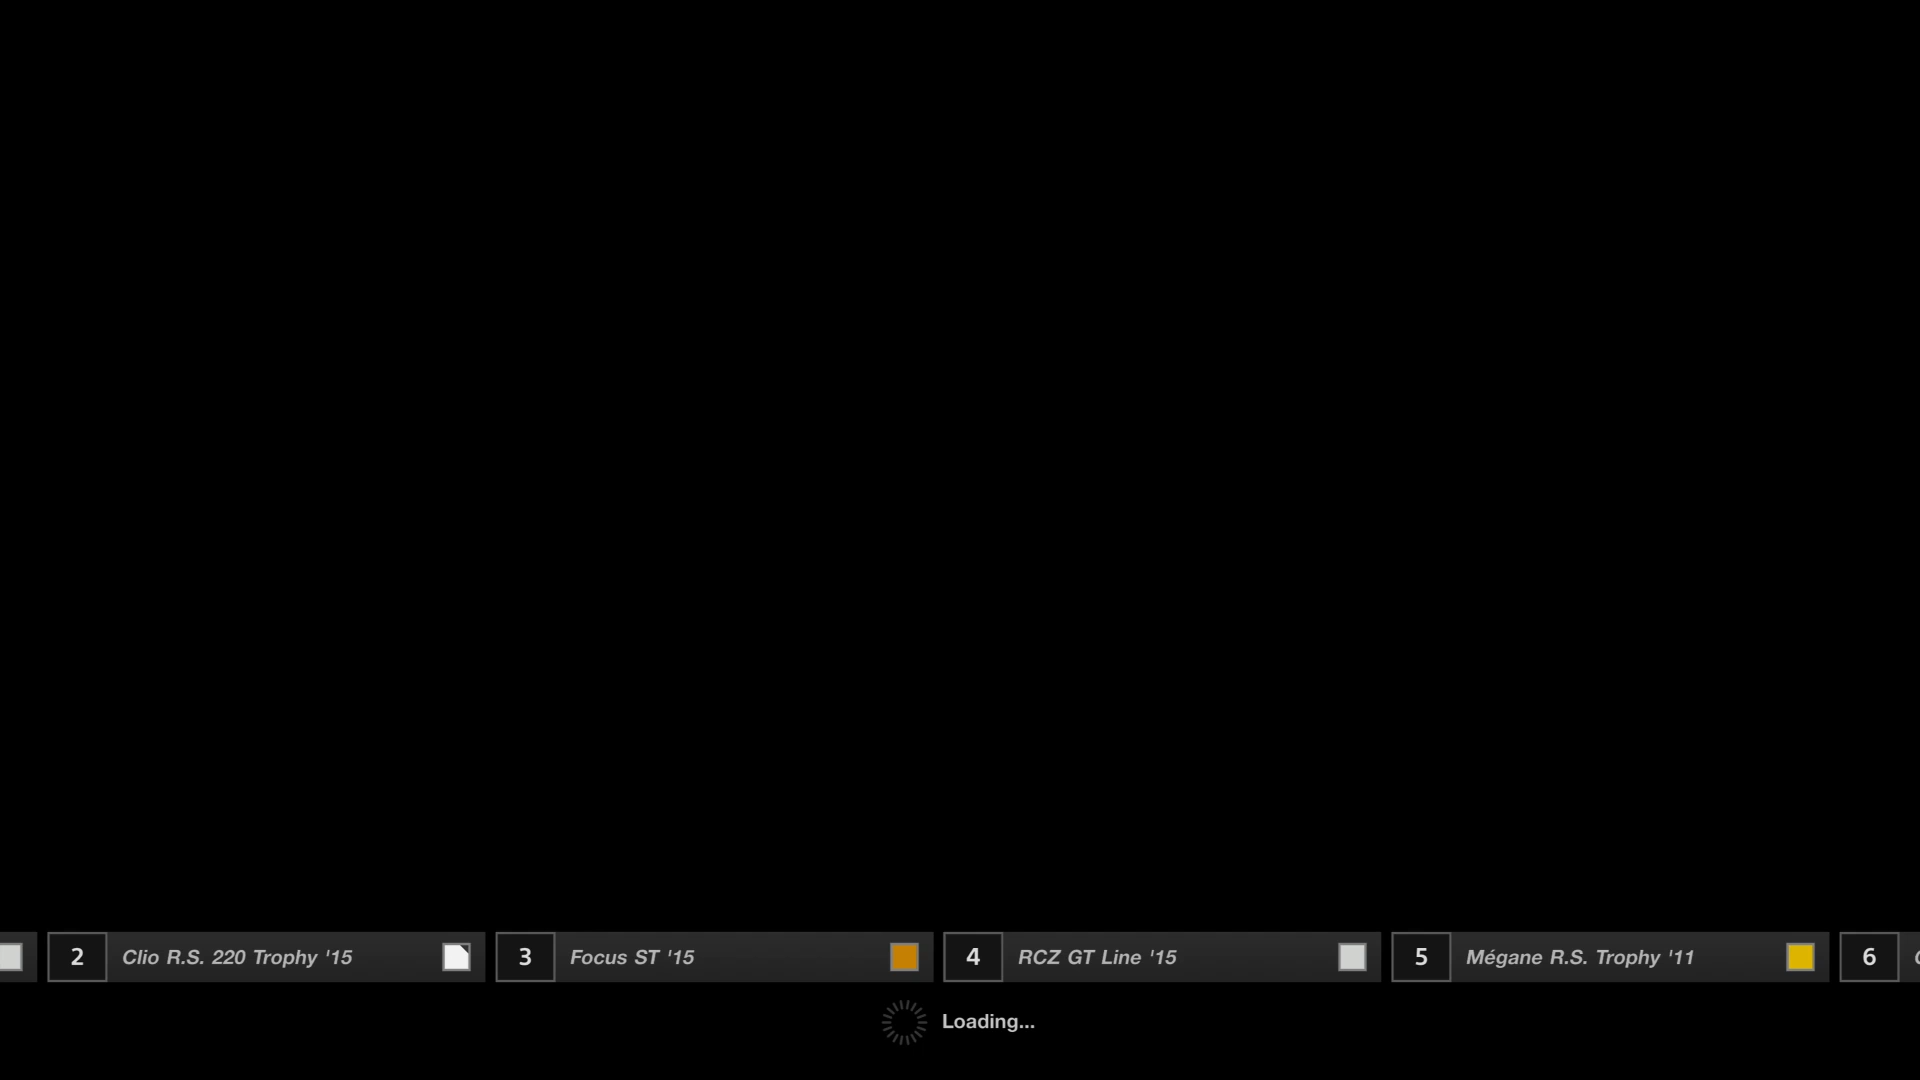 2 Clio R.S. 220 Trophy '15 3 Focus ST '15 4 RCZ GT Line '15 5 Mégane R.S. Trophy '11 6
Loading...